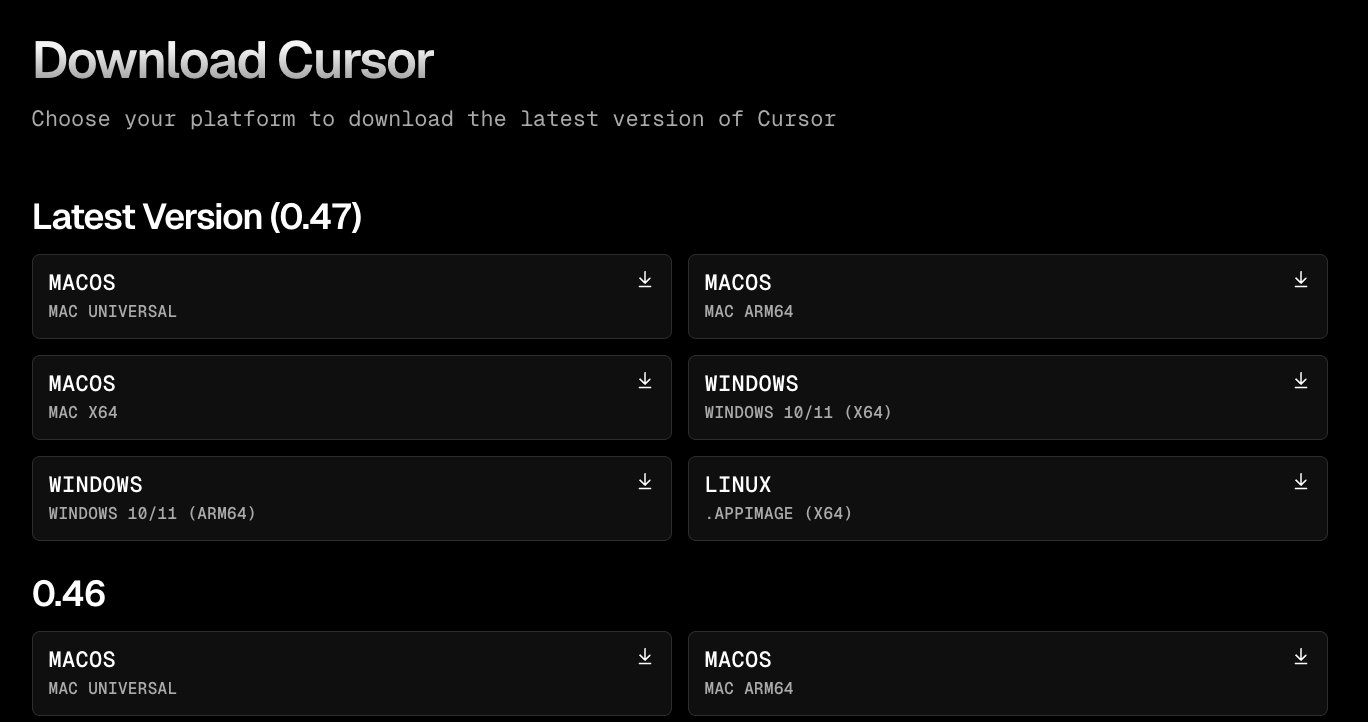 Download Cursor
Choose your platform to download the latest version of Cursor
Latest Version (0.47)
MACOS
MAC UNIVERSAL
MACOS
MAC ARM64
MACOS
MAC X64
WINDOWS
WINDOWS 10/11 (X64)
WINDOWS
WINDOWS 10/11 (ARM64)
LINUX
.APPIMAGE (X64)
0.46
MACOS
MAC UNIVERSAL
MACOS
MAC ARM64